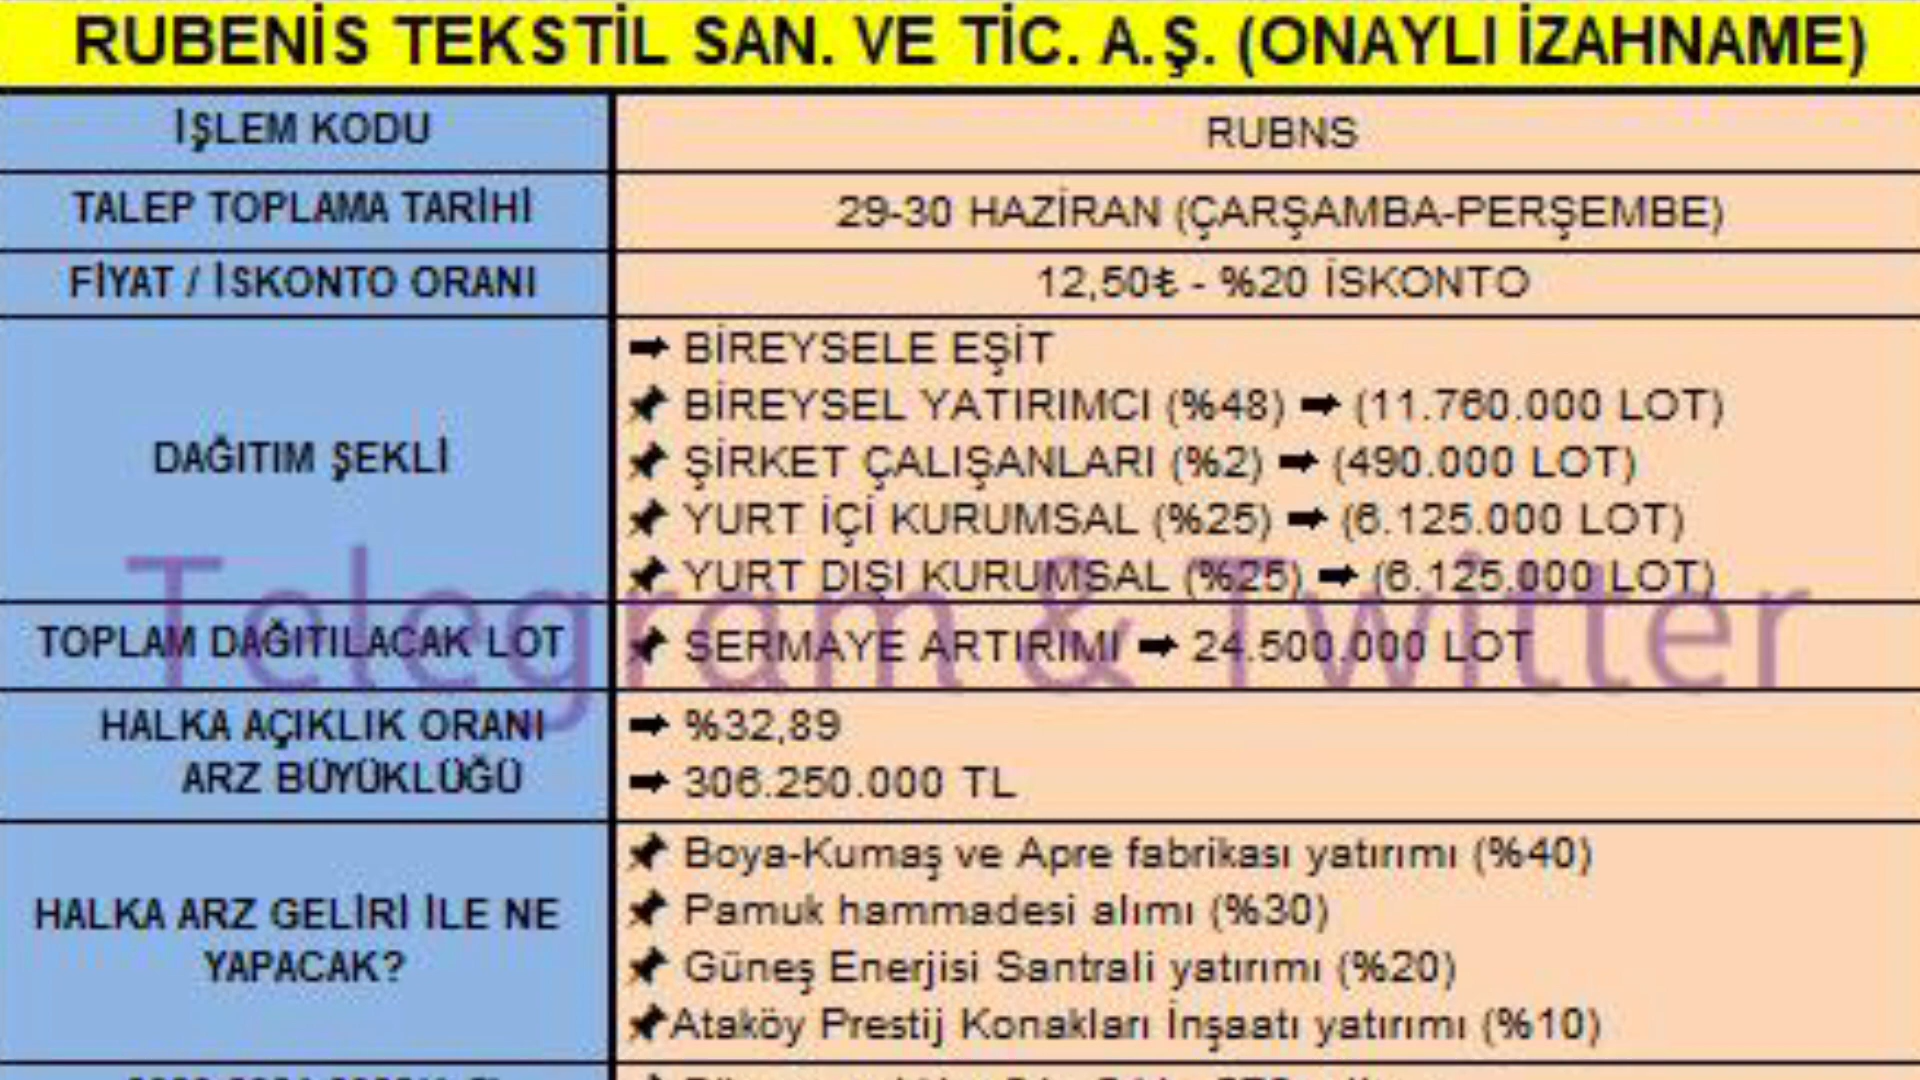 RUBENİS TEKSTİL SAN. VE TİC. A.Ş. (ONAYLI İZAHNAME)
İŞLEM KODU
RUBNS
TALEP TOPLAMA TARİHİ
29-30 HAZİRAN (ÇARŞAMBA-PERŞEMBE)
FİYAT / İSKONTO ORANI
12,50₺ - %20 İSKONTO
DAĞITIM ŞEKLİ
➡ BİREYSELE EŞİT
📌 BİREYSEL YATIRIMCI (%48) ➡ (11.760.000 LOT)
📌 ŞİRKET ÇALIŞANLARI (%2) ➡ (490.000 LOT)
📌 YURT İÇİ KURUMSAL (%25) ➡ (6.125.000 LOT)
📌 YURT DIŞI KURUMSAL (%25) ➡ (6.125.000 LOT)
Telegram & Twitter
TOPLAM DAĞITILACAK LOT
📌 SERMAYE ARTIRIMI ➡ 24.500.000 LOT
HALKA AÇIKLIK ORANI
ARZ BÜYÜKLÜĞÜ
➡ %32,89
➡ 306.250.000 TL
HALKA ARZ GELİRİ İLE NE
YAPACAK?
📌 Boya-Kumaş ve Apre fabrikası yatırımı (%40)
📌 Pamuk hammadesi alımı (%30)
📌 Güneş Enerjisi Santrali yatırımı (%20)
📌Ataköy Prestij Konakları İnşaatı yatırımı (%10)